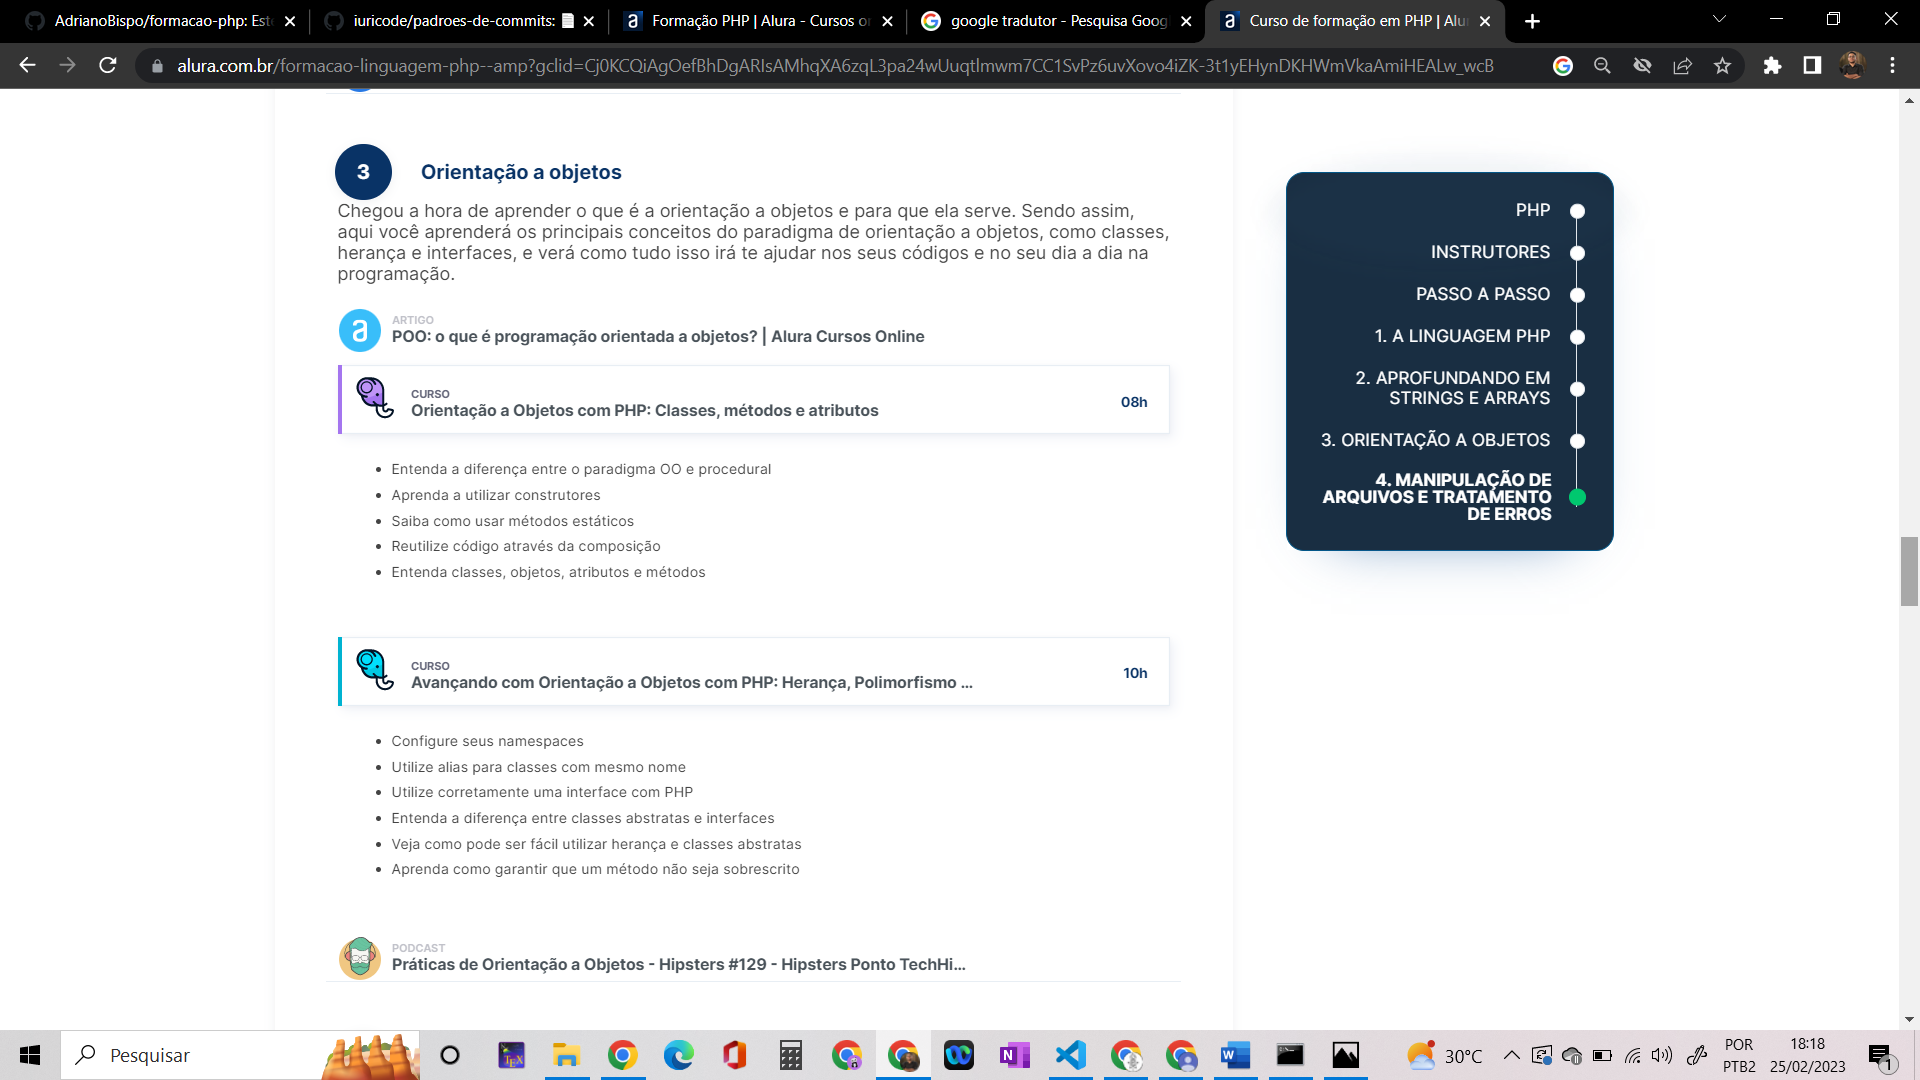 AdrianoBispo/formacao-php: Est
iuricode/padroes-de-commits:
Formação PHP | Alura - Cursos o
google tradutor - Pesquisa Goog
Curso de formação em PHP | Alu
alura.com.br/formacao-linguagem-php--amp?gclid=Cj0KCQiAgOefBhDgARIsAMhqXA6zqL3pa24wUuqtImwm7CC1SvPz6uvXovo4iZK-3t1yEHynDKHWmVkaAmiHEALw_wcB
3
Orientação a objetos
Chegou a hora de aprender o que é a orientação a objetos e para que ela serve. Sendo assim,
aqui você aprenderá os principais conceitos do paradigma de orientação a objetos, como classes,
herança e interfaces, e verá como tudo isso irá te ajudar nos seus códigos e no seu dia a dia na
programação.
a
ARTIGO
POO: o que é programação orientada a objetos? | Alura Cursos Online
CURSO
Orientação a Objetos com PHP: Classes, métodos e atributos
08h
Entenda a diferença entre o paradigma OO e procedural
Aprenda a utilizar construtores
Saiba como usar métodos estáticos
Reutilize código através da composição
Entenda classes, objetos, atributos e métodos
CURSO
Avançando com Orientação a Objetos com PHP: Herança, Polimorfismo ...
10h
Configure seus namespaces
Utilize alias para classes com mesmo nome
Utilize corretamente uma interface com PHP
Entenda a diferença entre classes abstratas e interfaces
Veja como pode ser fácil utilizar herança e classes abstratas
Aprenda como garantir que um método não seja sobrescrito
PODCAST
Práticas de Orientação a Objetos - Hipsters #129 - Hipsters Ponto TechHi...
PHP
INSTRUTORES
PASSO A PASSO
1. A LINGUAGEM PHP
2. APROFUNDANDO EM
STRINGS E ARRAYS
3. ORIENTAÇÃO A OBJETOS
4. MANIPULAÇÃO DE
ARQUIVOS E TRATAMENTO
DE ERROS
Pesquisar
30°C
POR
PTB2
18:18
25/02/2023
1